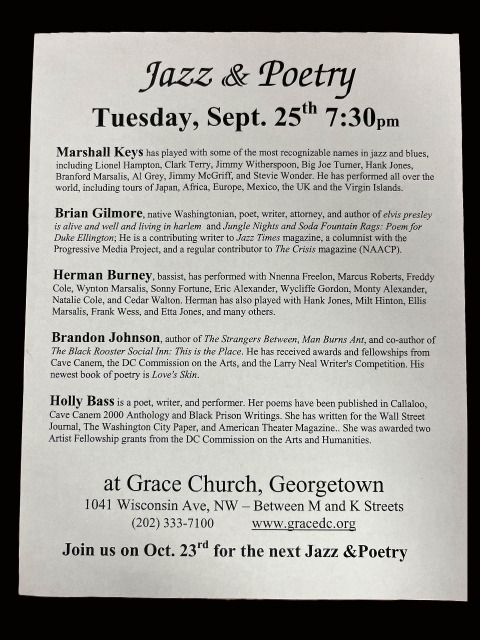 Jazz & Poetry
Tuesday, Sept. 25th 7:30pm
Marshall Keys has played with some of the most recognizable names in jazz and blues,
including Lionel Hampton, Clark Terry, Jimmy Witherspoon, Big Joe Turner, Hank Jones,
Branford Marsalis, Al Grey, Jimmy McGriff, and Stevie Wonder. He has performed all over the
world, including tours of Japan, Africa, Europe, Mexico, the UK and the Virgin Islands.
Brian Gilmore, native Washingtonian, poet, writer, attorney, and author of elvis presley
is alive and well and living in harlem and Jungle Nights and Soda Fountain Rags: Poem for
Duke Ellington; He is a contributing writer to Jazz Times magazine, a columnist with the
Progressive Media Project, and a regular contributor to The Crisis magazine (NAACP).
Herman Burney, bassist, has performed with Nnenna Freelon, Marcus Roberts, Freddy
Cole, Wynton Marsalis, Sonny Fortune, Eric Alexander, Wycliffe Gordon, Monty Alexander,
Natalie Cole, and Cedar Walton. Herman has also played with Hank Jones, Milt Hinton, Ellis
Marsalis, Frank Wess, and Etta Jones, and many others.
Brandon Johnson, author of The Strangers Between, Man Burns Ant, and co-author of
The Black Rooster Social Inn: This is the Place. He has received awards and fellowships from
Cave Canem, the DC Commission on the Arts, and the Larry Neal Writer's Competition. His
newest book of poetry is Love's Skin.
Holly Bass is a poet, writer, and performer. Her poems have been published in Callaloo,
Cave Canem 2000 Anthology and Black Prison Writings. She has written for the Wall Street
Journal, The Washington City Paper, and American Theater Magazine.. She was awarded two
Artist Fellowship grants from the DC Commission on the Arts and Humanities.
at Grace Church, Georgetown
1041 Wisconsin Ave, NW – Between M and K Streets
(202) 333-7100 www.gracedc.org
Join us on Oct. 23rd for the next Jazz &Poetry